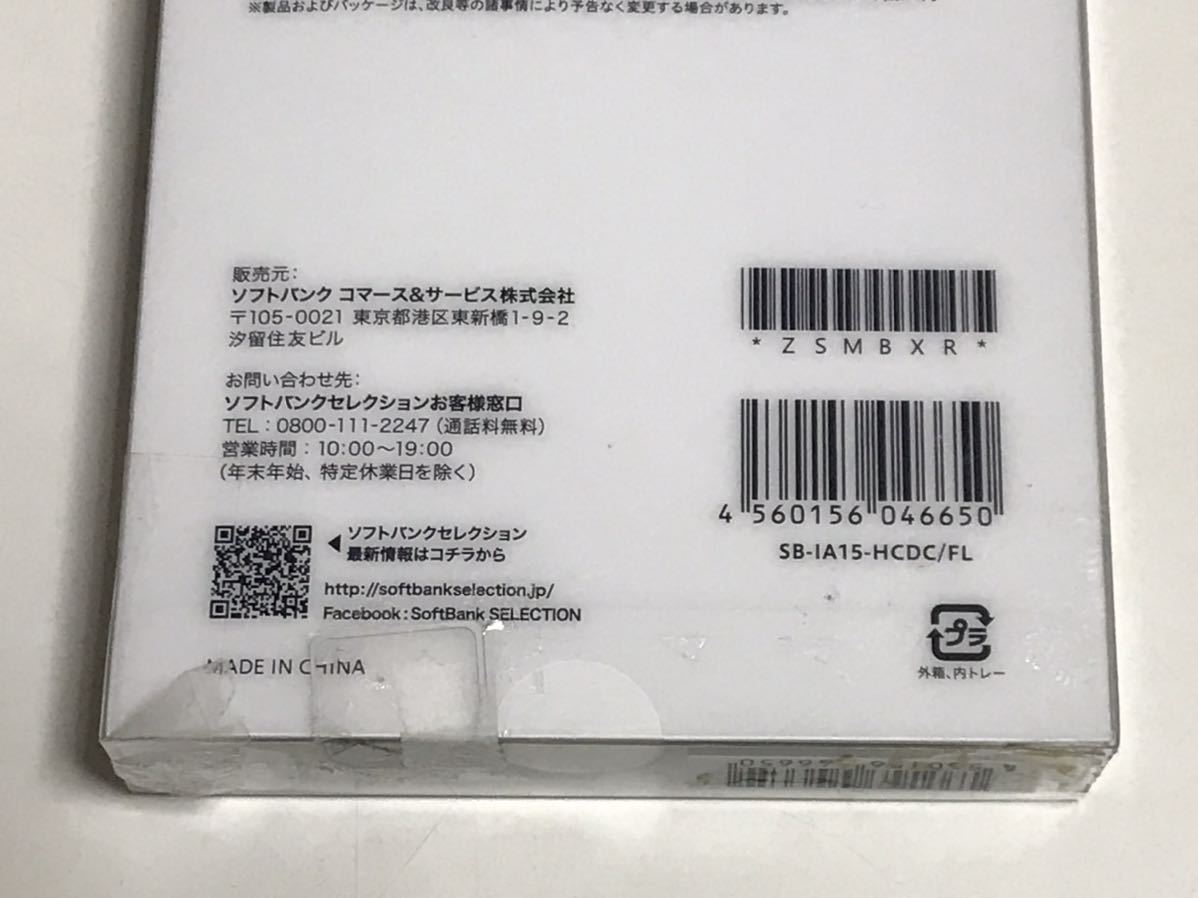 ※製品およびパッケージは、改良等の諸事情により予告なく変更する場合があります。
販売元：
ソフトバンク コマース&サービス株式会社
〒105-0021 東京都港区東新橋1-9-2
汐留住友ビル
お問い合わせ先：
ソフトバンクセレクションお客様窓口
TEL：0800-111-2247（通話料無料）
営業時間：10:00〜19:00
（年末年始、特定休業日を除く）
◀ソフトバンクセレクション
最新情報はコチラから
http://softbankselection.jp/
Facebook：SoftBank SELECTION
MADE IN CHINA
*ZSMBXR*
4 560156 046650
SB-IA15-HCDC/FL
プラ
外箱、内トレー